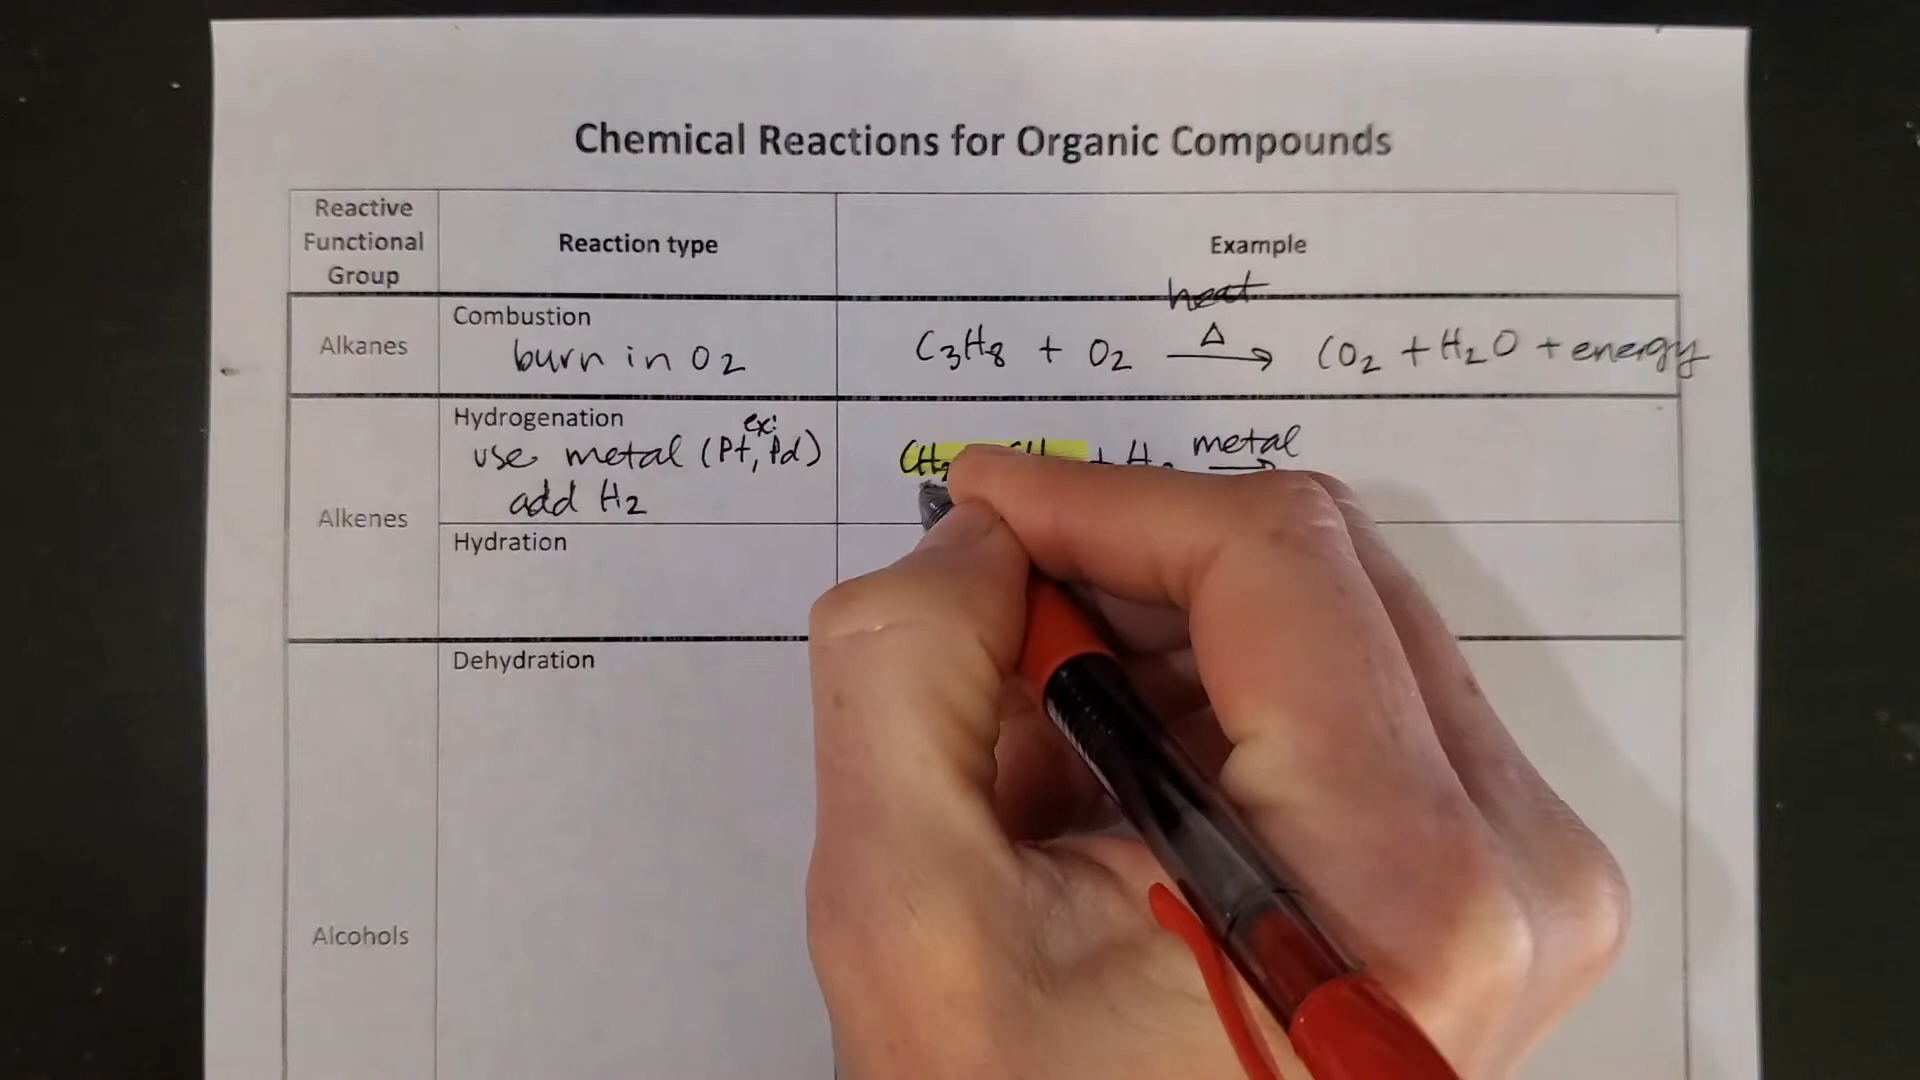 Chemical Reactions for Organic Compounds
Reactive
Functional
Group
Reaction type
Example
Alkanes
Combustion
burn in O2
heat
C3H8 + O2 Δ → CO2 + H2O + energy
Alkenes
Hydrogenation
ex:
use metal (Pt, Pd)
add H2
metal
+ H2 →
Hydration
Alcohols
Dehydration